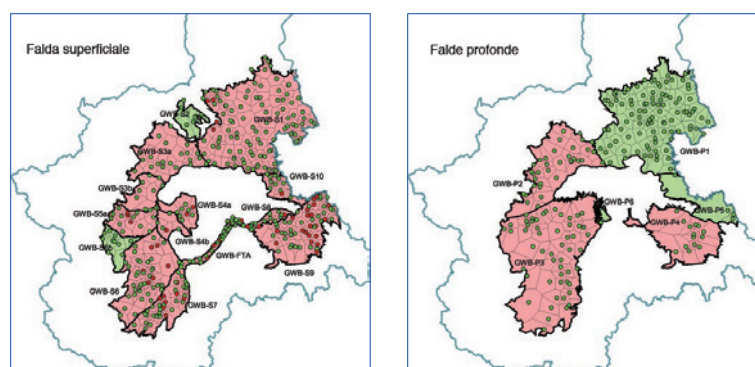 Falda superficiale
GWB-S2
GWB-S1
GWB-S3a
GWB-S10
GWB-S3b
GWB-S4a
GWB-S5a
GWB-S8
GWB-S4b
GWB-FTA
GWB-S9
GWB-S6
GWB-S7
Falde profonde
GWB-P1
GWB-P2
GWB-P6
GWB-P5
GWB-P4
GWB-P3